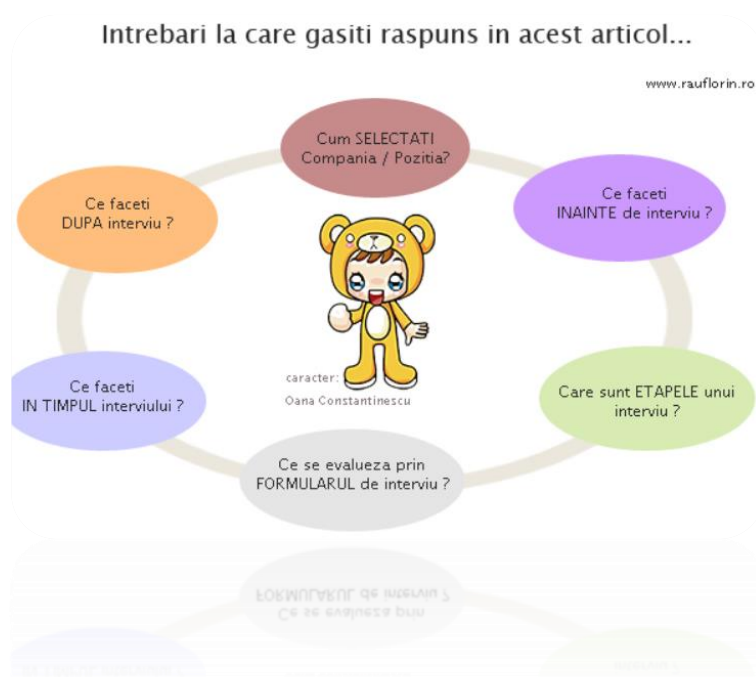 Intrebari la care gasiti raspuns in acest articol...
www.rauflorin.ro
Cum SELECTATI
Compania / Pozitia?
Ce faceti
INAINTE de interviu ?
Care sunt ETAPELE unui
interviu ?
Ce se evalueza prin
FORMULARUL de interviu ?
Ce faceti
IN TIMPUL interviului ?
Ce faceti
DUPA interviu ?
caracter:
Oana Constantinescu